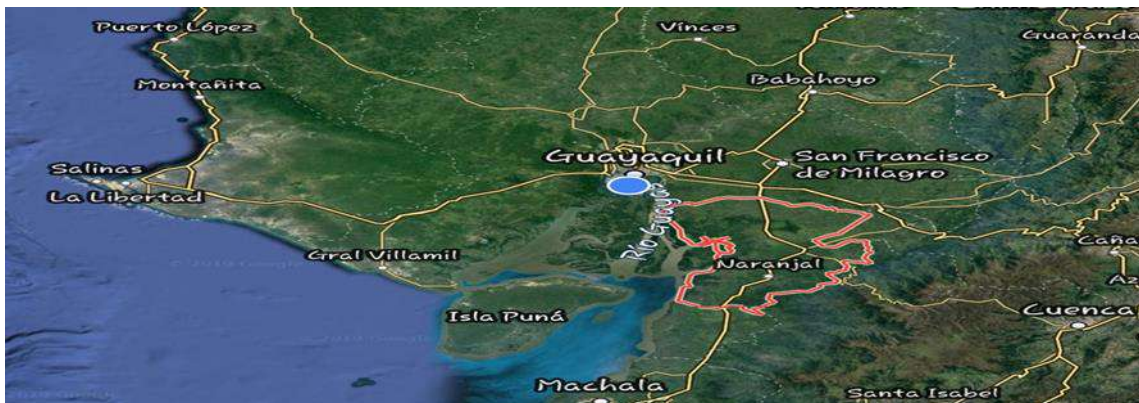 Puerto López
Vínces
Guaranda
Montañita
Babahoyo
Guayaquil
San Francisco
de Milagro
Salinas
La Libertad
Río Guayas
Gral Villamil
Naranjal
Isla Puná
Cuenca
Machala
Santa Isabel